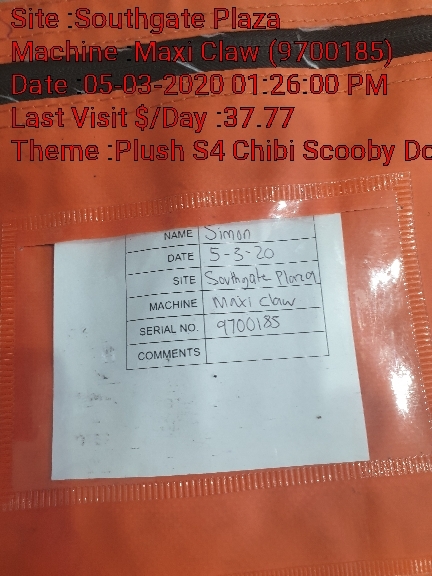 Site :Southgate Plaza
Machine :Maxi Claw (9700185)
Date :05-03-2020 01:26:00 PM
Last Visit $/Day :37.77
Theme :Plush S4 Chibi Scooby Do
NAME Simon
DATE 5-3-20
SITE Southgate Plaza
MACHINE Maxi Claw
SERIAL NO. 9700185
COMMENTS